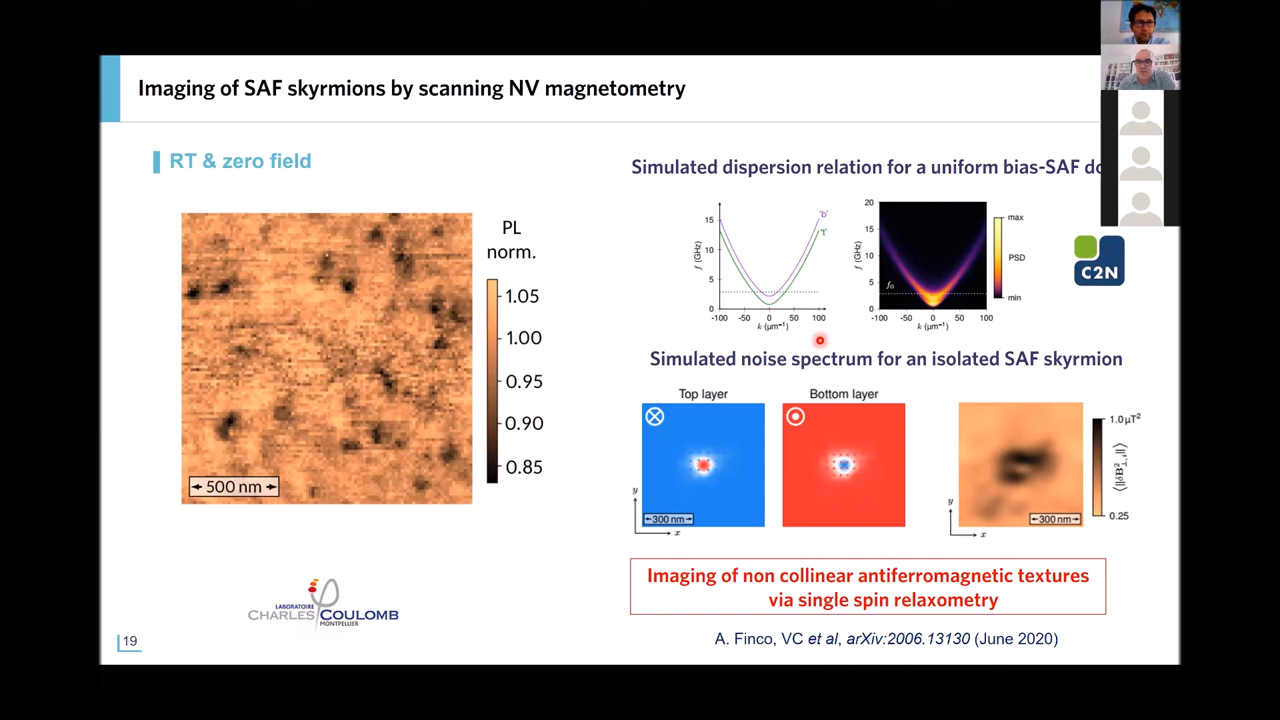 Imaging of SAF skyrmions by scanning NV magnetometry
RT & zero field
PL
norm.
1.05
1.00
0.95
0.90
0.85
500 nm
LABORATOIRE
CHARLES COULOMB
MONTPELLIER
19
Simulated dispersion relation for a uniform bias-SAF do
f (GHz)
15
10
5
0
-100 -50 0 50 100
k (µm⁻¹)
'b'
't'
f (GHz)
20
15
10
5
0
f₀
-100 -50 0 50 100
k (µm⁻¹)
max
PSD
min
C2N
Simulated noise spectrum for an isolated SAF skyrmion
Top layer
Bottom layer
y
300 nm
x
y
300 nm
x
1.0 µT²
0.25
Imaging of non collinear antiferromagnetic textures
via single spin relaxometry
A. Finco, VC et al, arXiv:2006.13130 (June 2020)